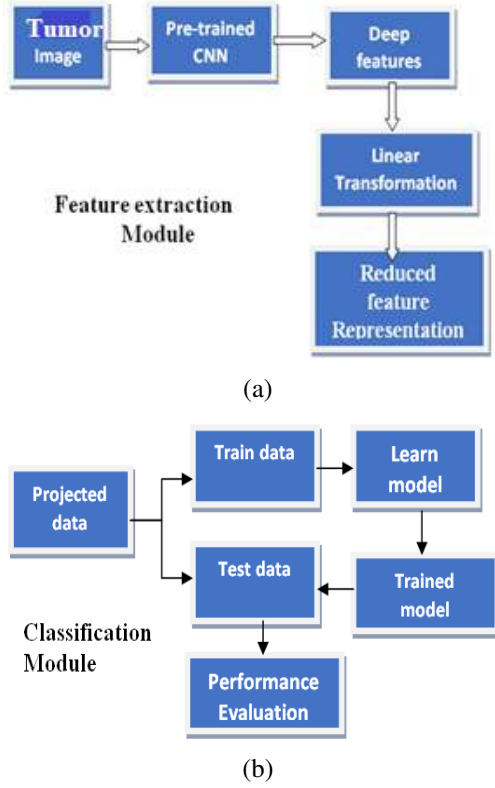 Tumor
Image
Pre-trained
CNN
Deep
features
Linear
Transformation
Feature extraction
Module
Reduced
feature
Representation
(a)
Projected
data
Train data
Learn
model
Test data
Trained
model
Classification
Module
Performance
Evaluation
(b)